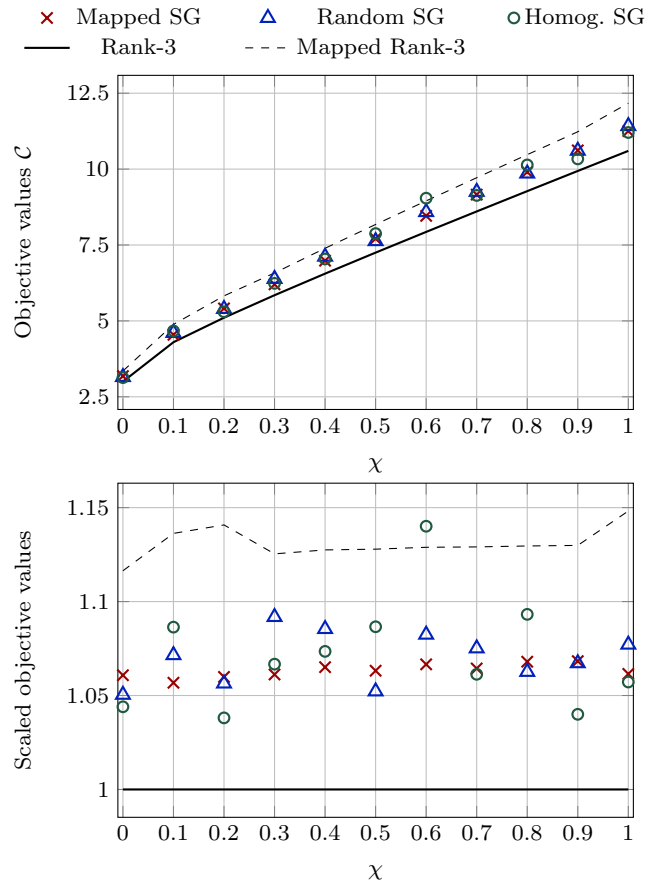 Mapped SG Random SG Homog. SG
Rank-3 Mapped Rank-3
12.5
10
7.5
5
2.5
Objective values C
0 0.1 0.2 0.3 0.4 0.5 0.6 0.7 0.8 0.9 1
χ
1.15
1.1
1.05
1
Scaled objective values
0 0.1 0.2 0.3 0.4 0.5 0.6 0.7 0.8 0.9 1
χ